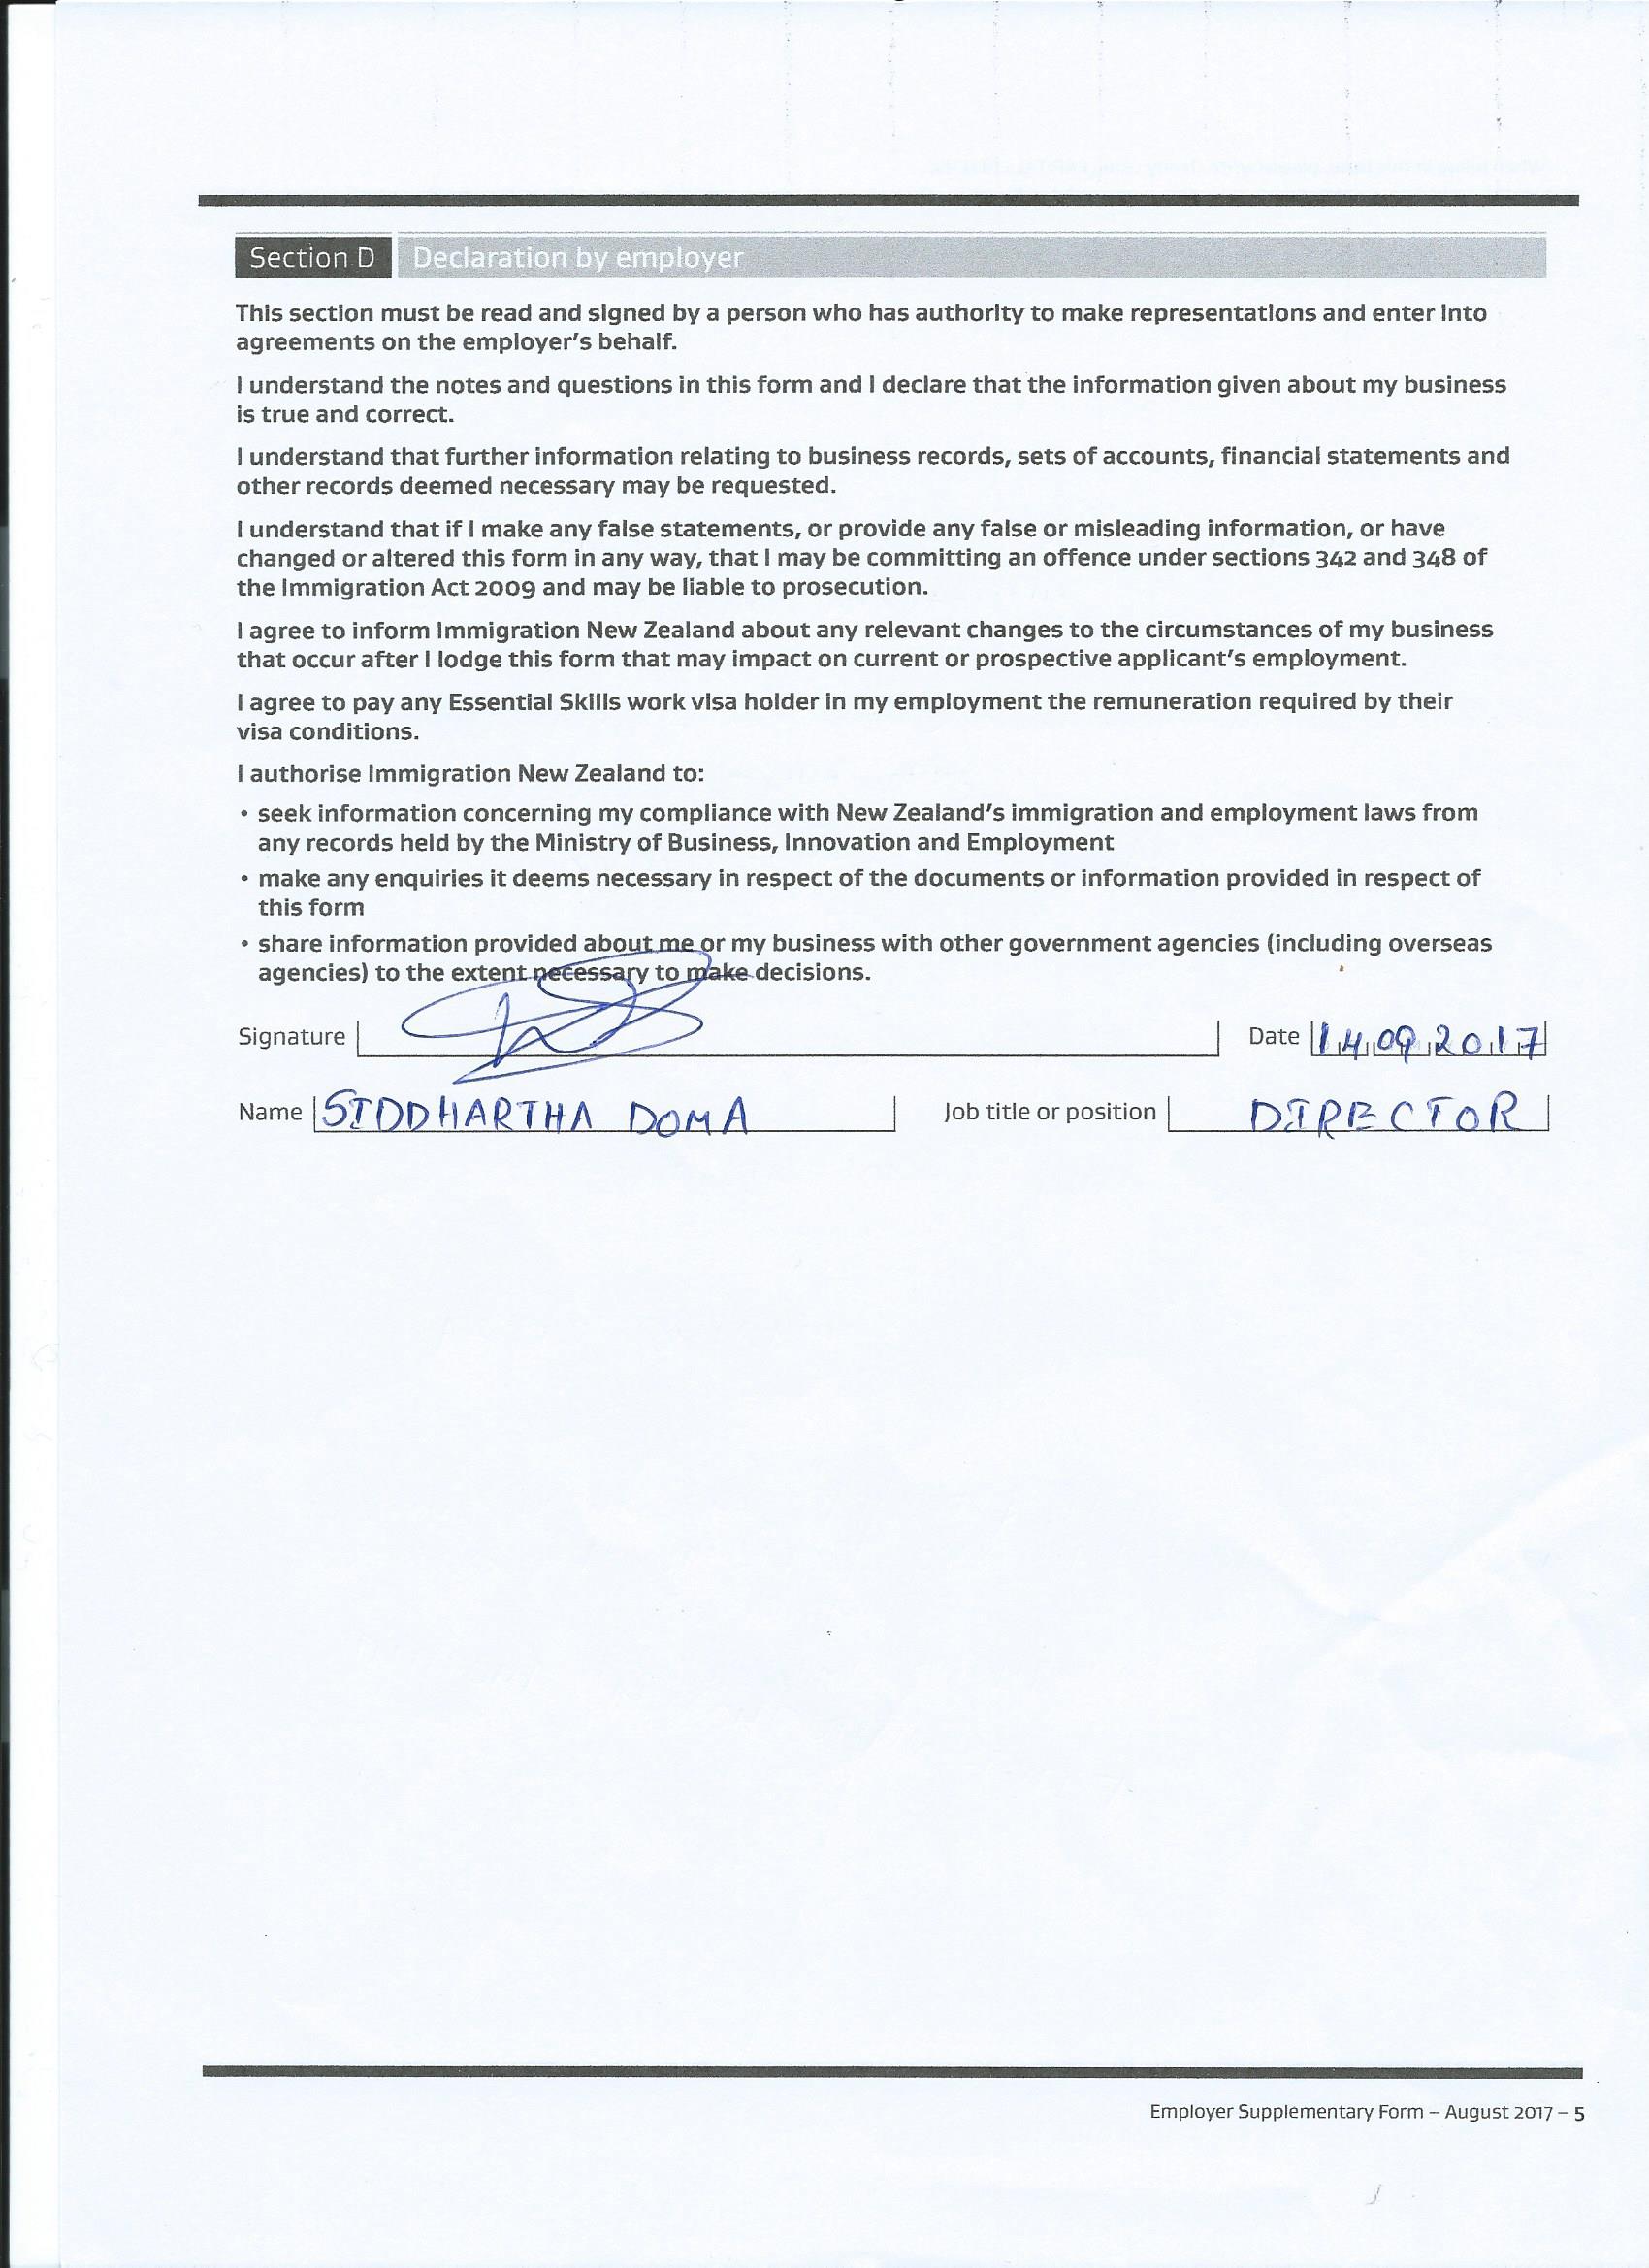 Section D Declaration by employer
This section must be read and signed by a person who has authority to make representations and enter into
agreements on the employer's behalf.
I understand the notes and questions in this form and I declare that the information given about my business
is true and correct.
I understand that further information relating to business records, sets of accounts, financial statements and
other records deemed necessary may be requested.
I understand that if I make any false statements, or provide any false or misleading information, or have
changed or altered this form in any way, that I may be committing an offence under sections 342 and 348 of
the Immigration Act 2009 and may be liable to prosecution.
I agree to inform Immigration New Zealand about any relevant changes to the circumstances of my business
that occur after I lodge this form that may impact on current or prospective applicant's employment.
I agree to pay any Essential Skills work visa holder in my employment the remuneration required by their
visa conditions.
I authorise Immigration New Zealand to:
• seek information concerning my compliance with New Zealand's immigration and employment laws from
any records held by the Ministry of Business, Innovation and Employment
• make any enquiries it deems necessary in respect of the documents or information provided in respect of
this form
• share information provided about me or my business with other government agencies (including overseas
agencies) to the extent necessary to make decisions.
Signature Date 14 09 2017
Name SIDDHARTHA DOMA Job title or position DIRECTOR
Employer Supplementary Form – August 2017 – 5